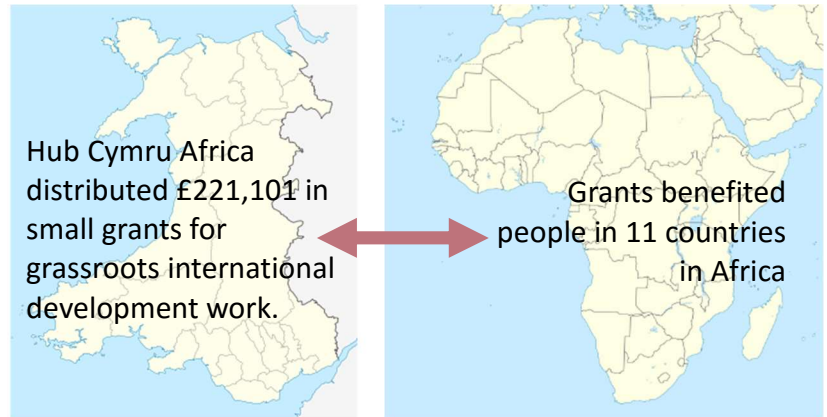 Hub Cymru Africa
distributed £221,101 in
small grants for
grassroots international
development work.
Grants benefited
people in 11 countries
in Africa